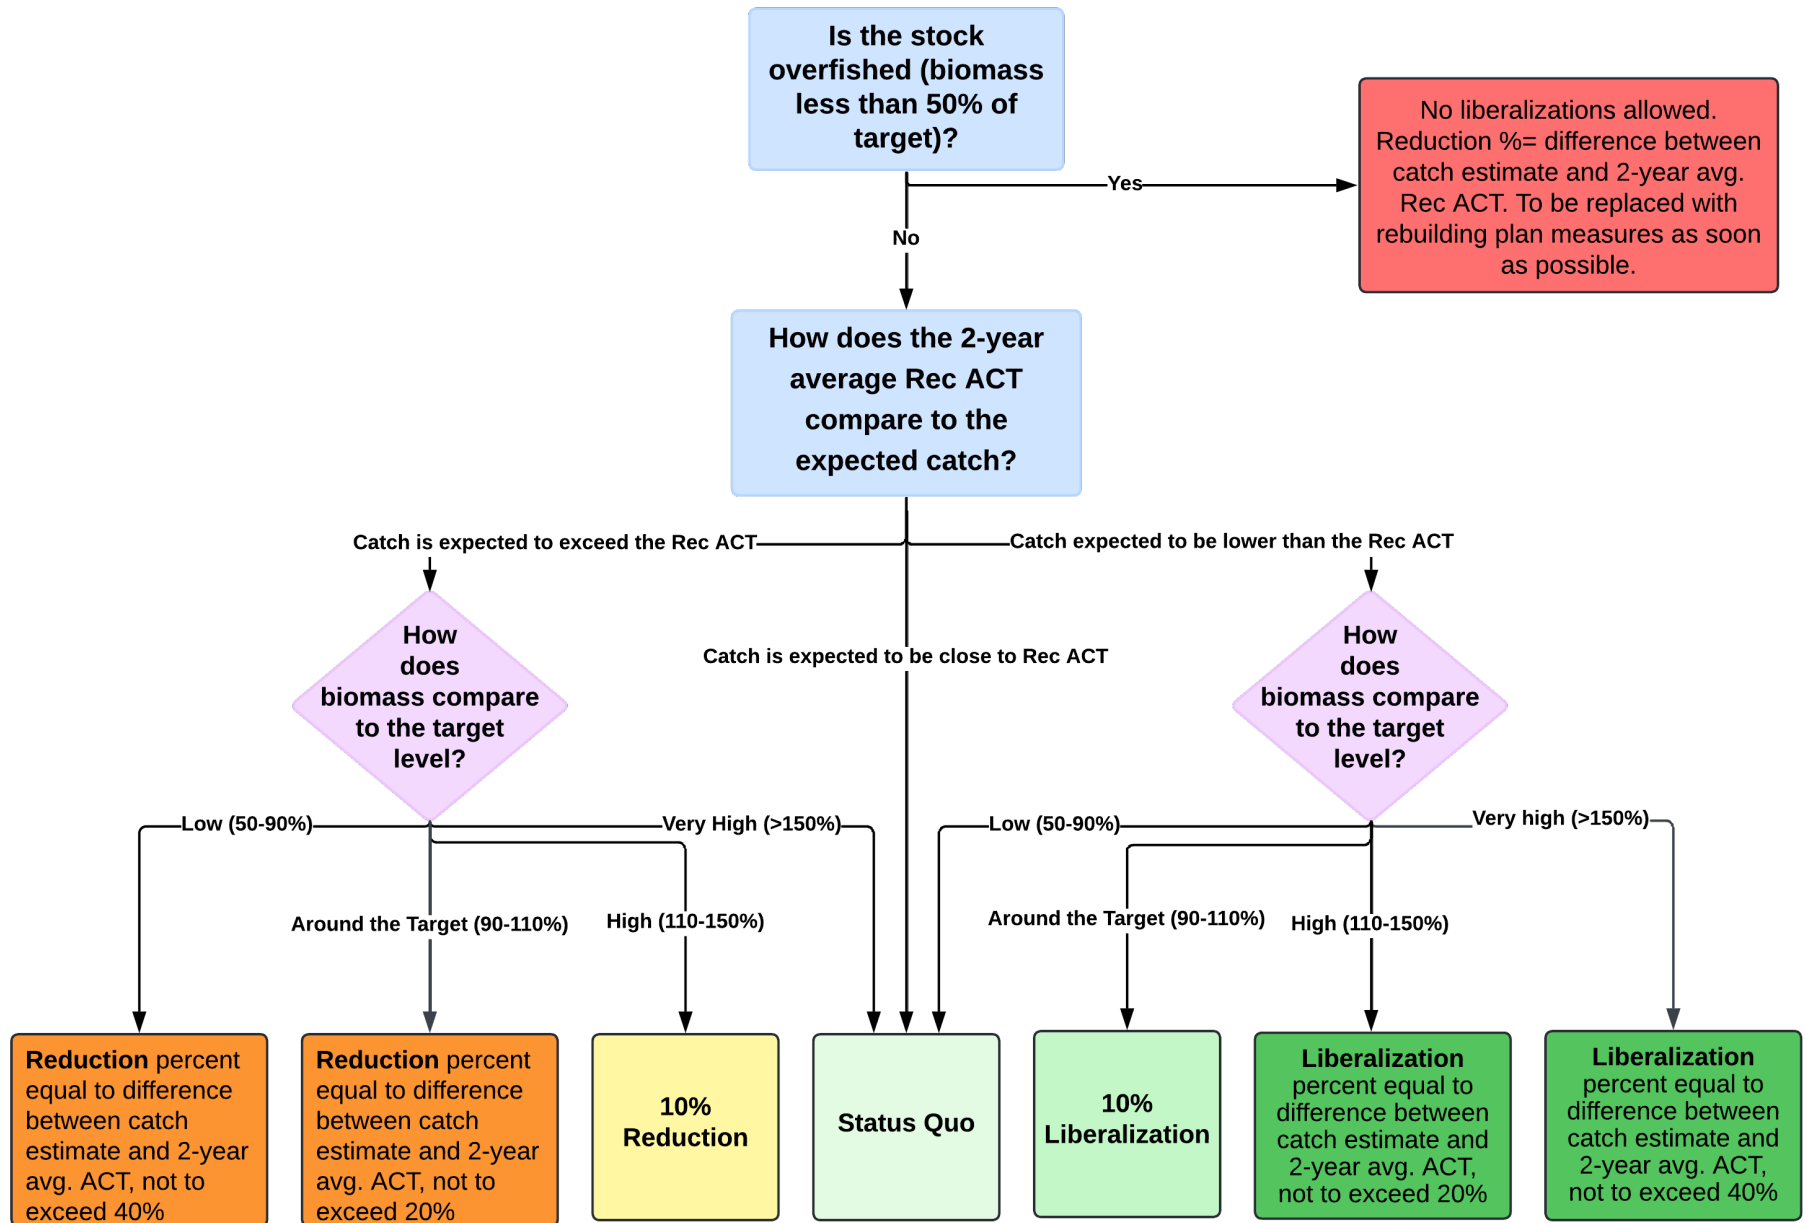 Is the stock
overfished (biomass
less than 50% of
target)?
No liberalizations allowed.
Reduction %= difference between
catch estimate and 2-year avg.
Rec ACT. To be replaced with
rebuilding plan measures as soon
as possible.
Yes
No
How does the 2-year
average Rec ACT
compare to the
expected catch?
Catch is expected to exceed the Rec ACT
Catch expected to be lower than the Rec ACT
Catch is expected to be close to Rec ACT
How
does
biomass compare
to the target
level?
How
does
biomass compare
to the target
level?
Low (50-90%)
Very High (>150%)
Low (50-90%)
Very high (>150%)
Around the Target (90-110%)
High (110-150%)
Around the Target (90-110%)
High (110-150%)
Reduction percent
equal to difference
between catch
estimate and 2-year
avg. ACT, not to
exceed 40%
Reduction percent
equal to difference
between catch
estimate and 2-year
avg. ACT, not to
exceed 20%
10%
Reduction
Status Quo
10%
Liberalization
Liberalization
percent equal to
difference between
catch estimate and
2-year avg. ACT,
not to exceed 20%
Liberalization
percent equal to
difference between
catch estimate and
2-year avg. ACT,
not to exceed 40%